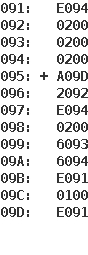 091:   E094
092:   0200
093:   0200
094:   0200
095: + A09D
096:   2092
097:   E094
098:   0200
099:   6093
09A:   6094
09B:   E091
09C:   0100
09D:   E091